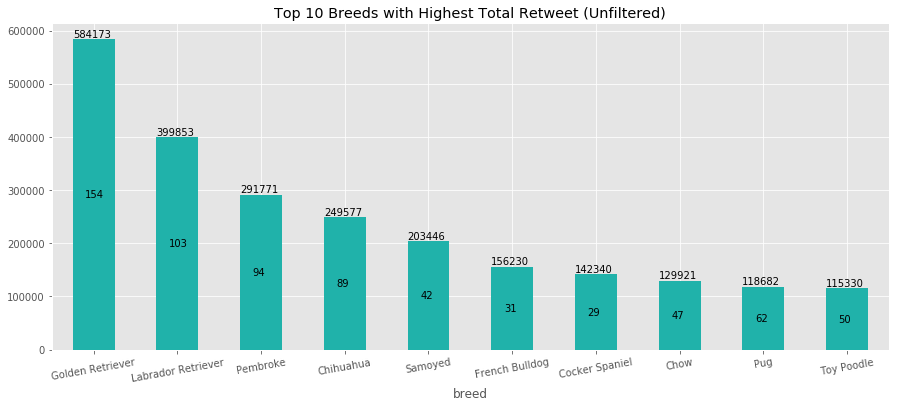 Top 10 Breeds with Highest Total Retweet (Unfiltered)
600000
500000
400000
300000
200000
100000
0
584173
399853
291771
249577
203446
156230
142340
129921
118682
115330
154
103
94
89
42
31
29
47
62
50
Golden Retriever
Labrador Retriever
Pembroke
Chihuahua
Samoyed
French Bulldog
Cocker Spaniel
Chow
Pug
Toy Poodle
breed